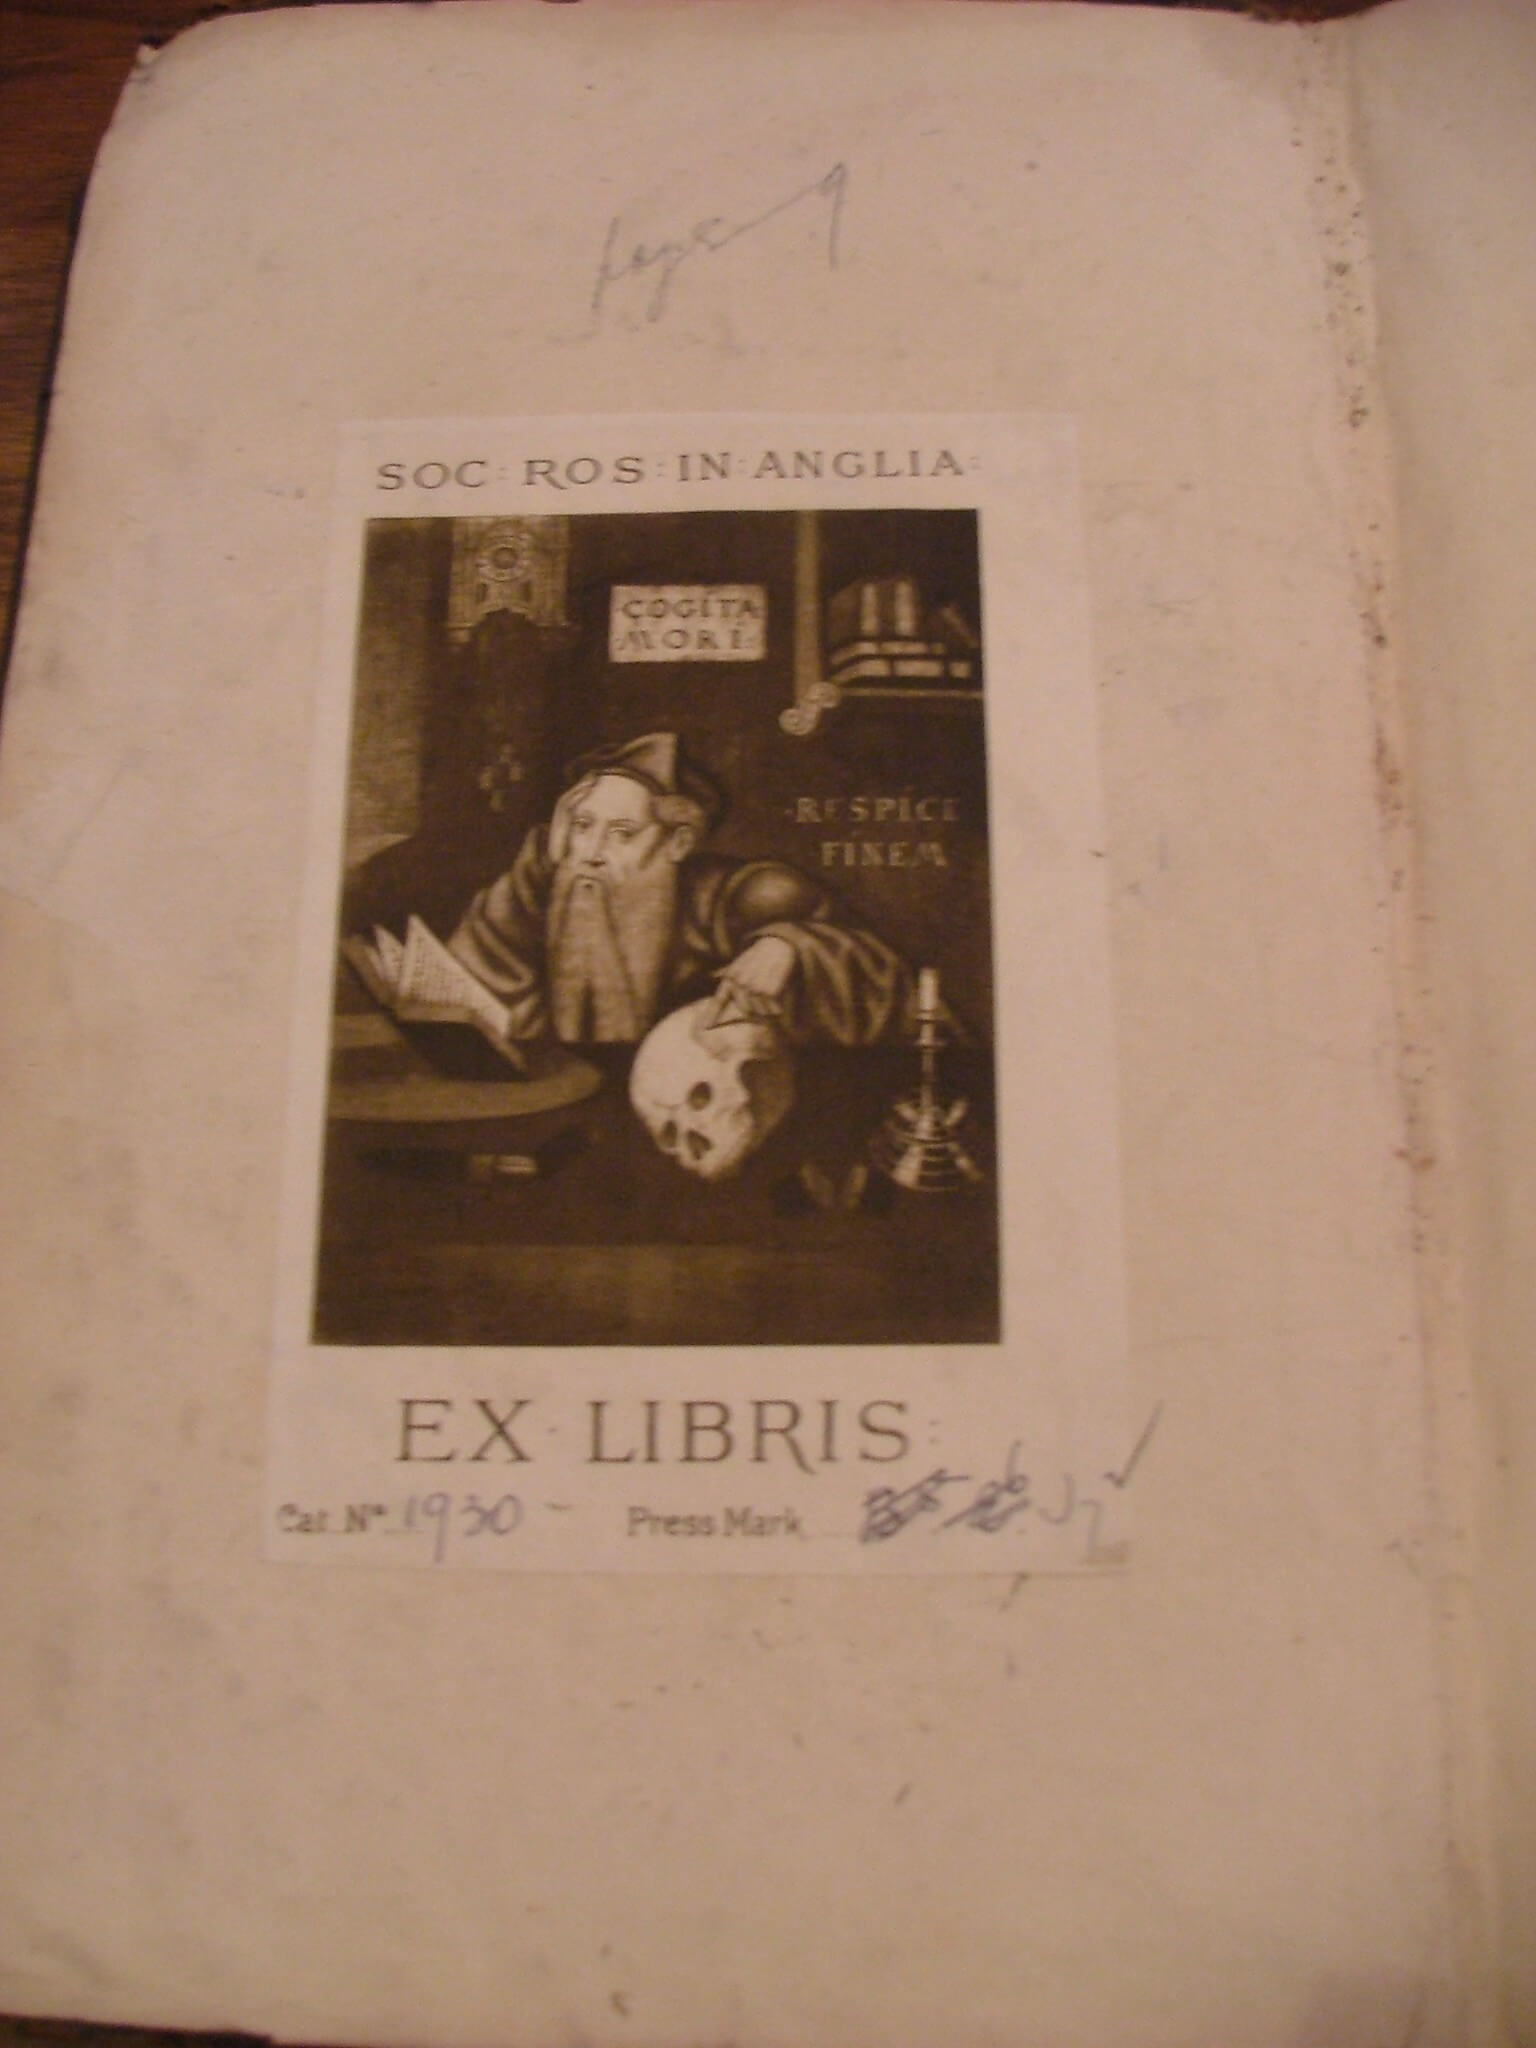 SOC : ROS : IN : ANGLIA :
COGITA
MORI
RESPICE
FINEM
EX · LIBRIS :
Cat. Nº 1930 - Press Mark